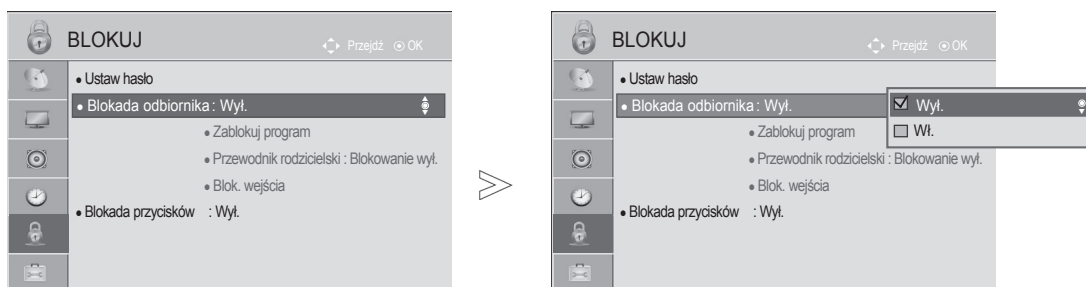 BLOKUJ
Przejdź OK
• Ustaw hasło
• Blokada odbiornika : Wył.
• Zablokuj program
• Przewodnik rodzicielski : Blokowanie wył.
• Blok. wejścia
• Blokada przycisków : Wył.
BLOKUJ
Przejdź OK
• Ustaw hasło
• Blokada odbiornika : Wył.
Wył.
Wł.
• Zablokuj program
• Przewodnik rodzicielski : Blokowanie wył.
• Blok. wejścia
• Blokada przycisków : Wył.